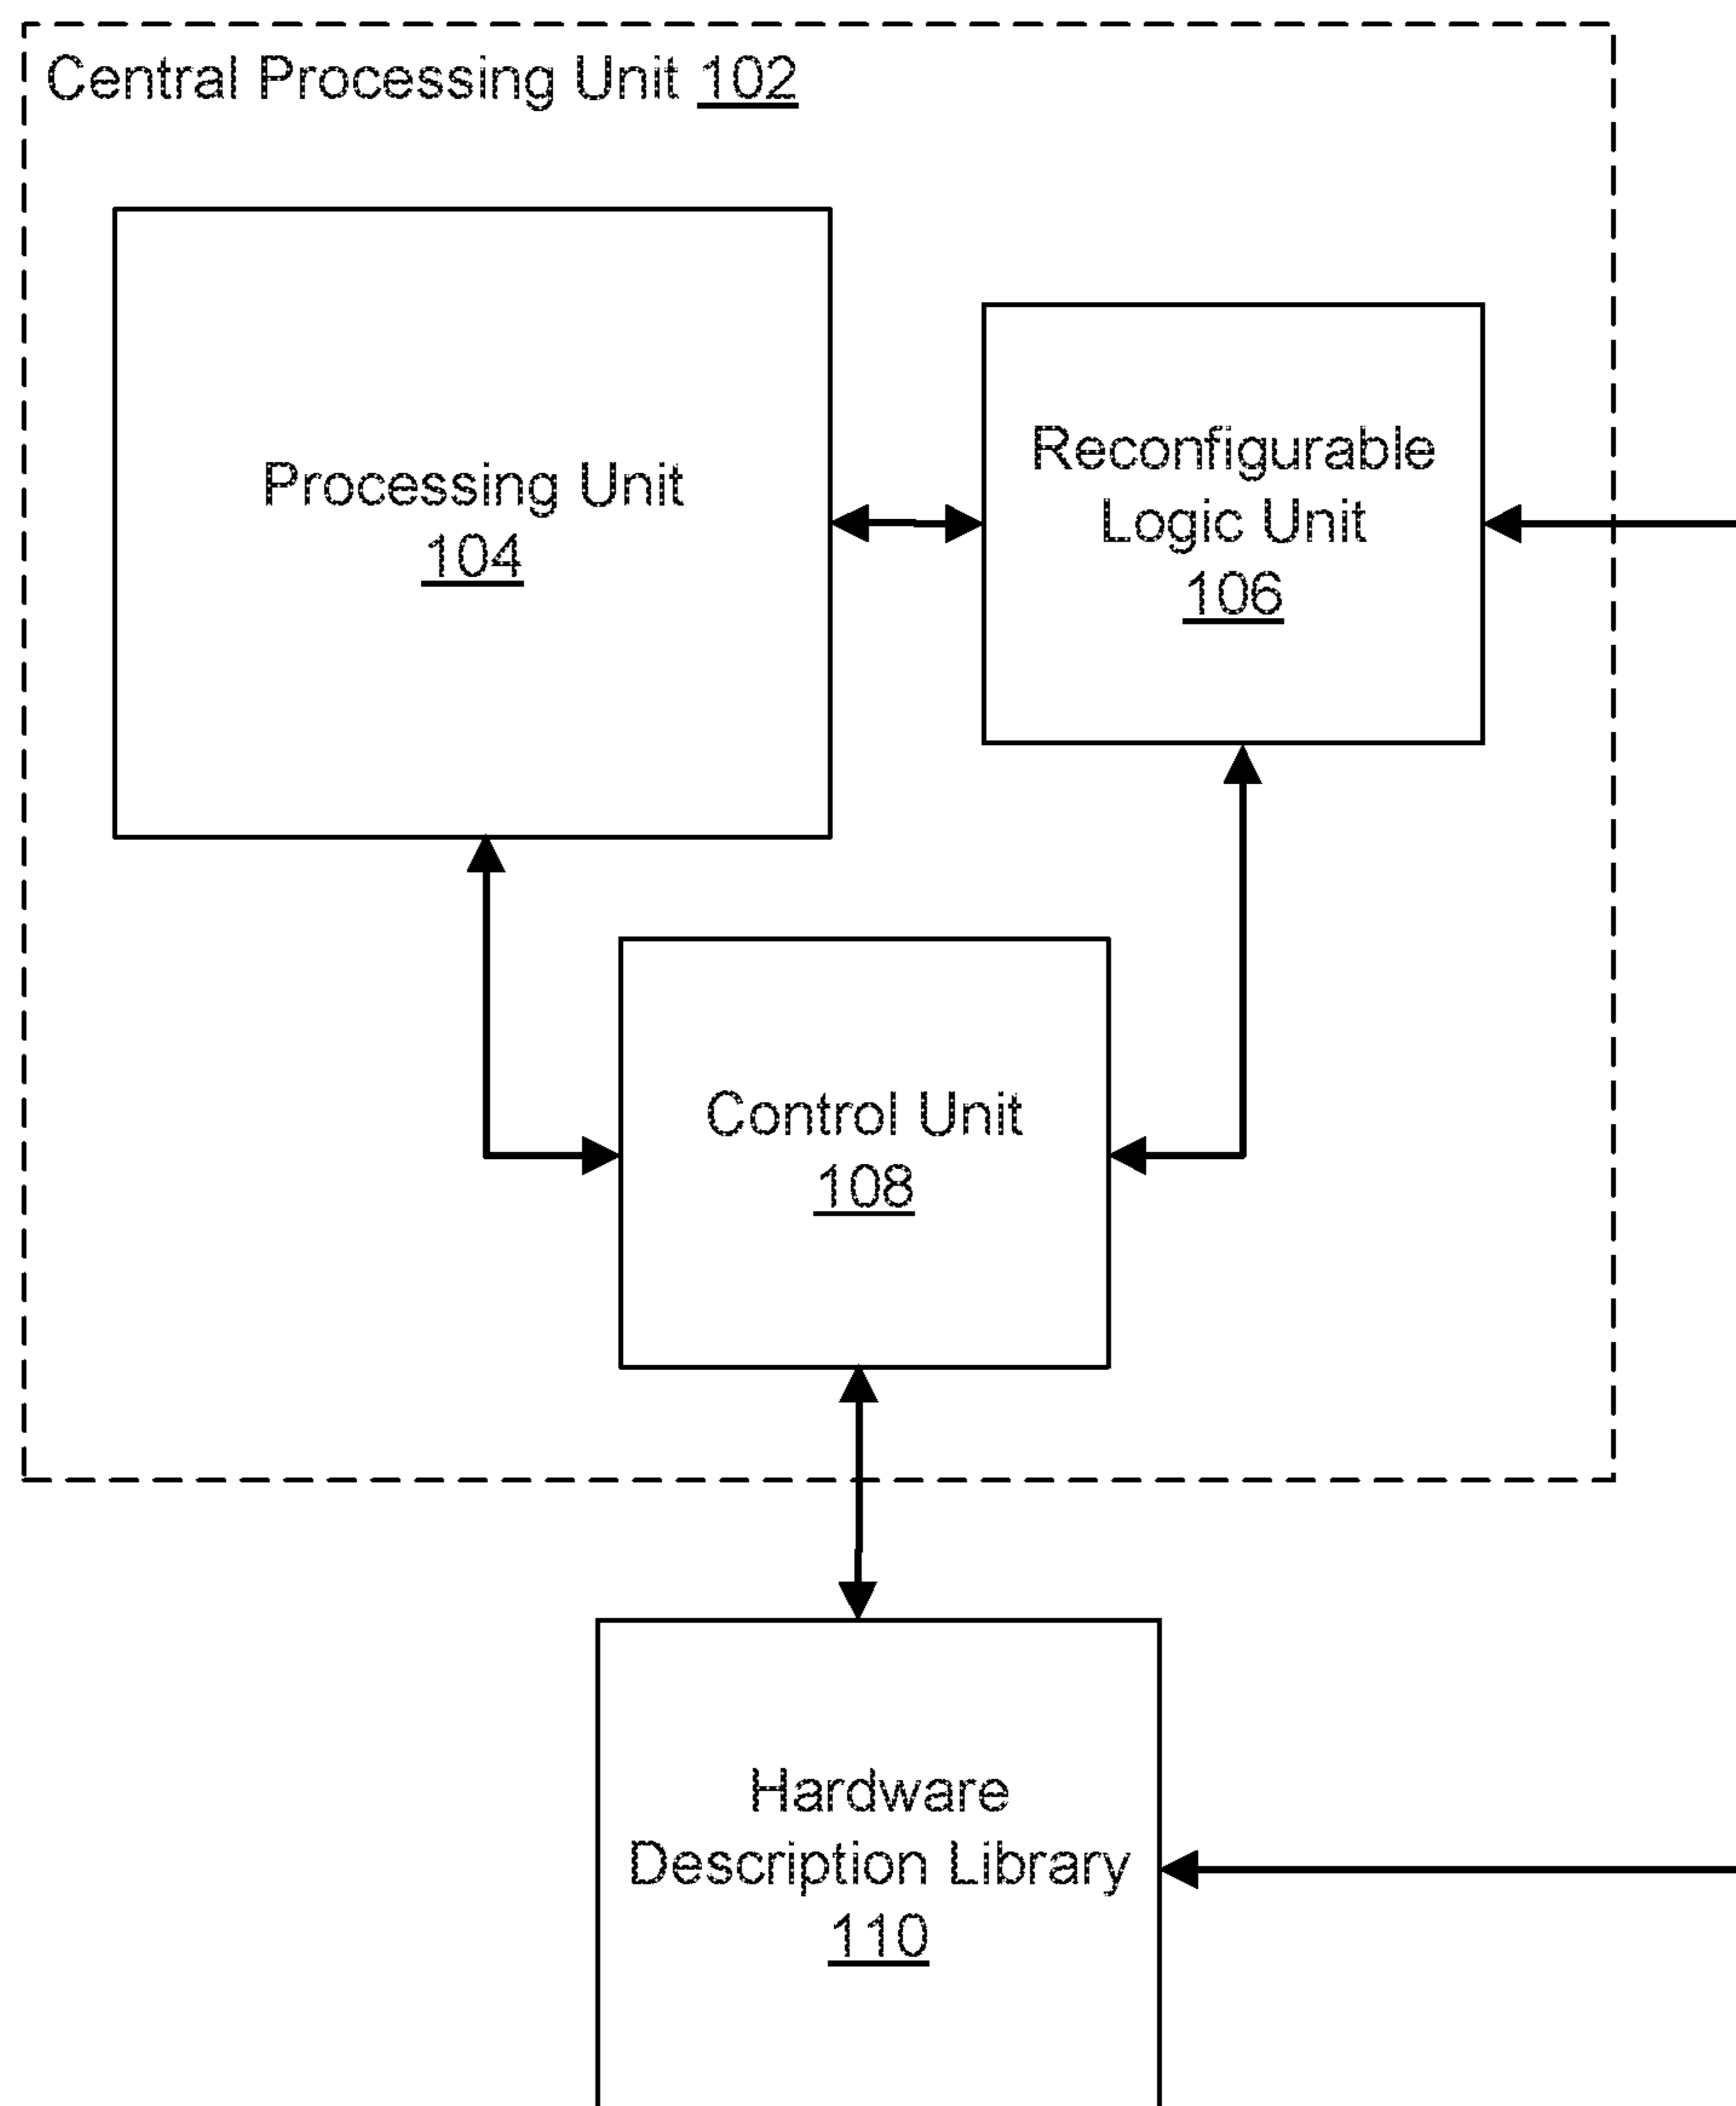 Central Processing Unit 102
Processing Unit
104
Reconfigurable
Logic Unit
106
Control Unit
108
Hardware
Description Library
110